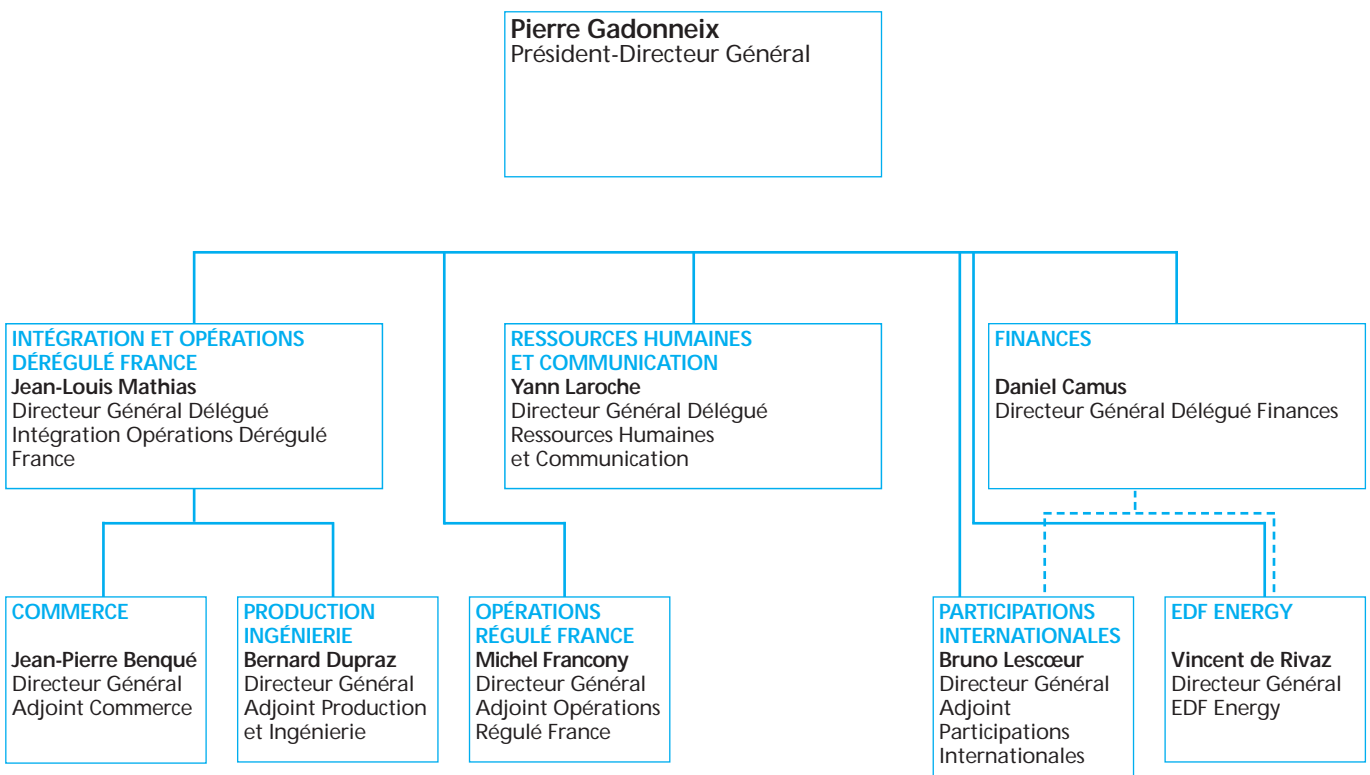 Pierre Gadonneix
Président-Directeur Général
INTÉGRATION ET OPÉRATIONS
DÉRÉGULÉ FRANCE
Jean-Louis Mathias
Directeur Général Délégué
Intégration Opérations Dérégulé
France
RESSOURCES HUMAINES
ET COMMUNICATION
Yann Laroche
Directeur Général Délégué
Ressources Humaines
et Communication
FINANCES
Daniel Camus
Directeur Général Délégué Finances
COMMERCE
Jean-Pierre Benqué
Directeur Général
Adjoint Commerce
PRODUCTION
INGÉNIERIE
Bernard Dupraz
Directeur Général
Adjoint Production
et Ingénierie
OPÉRATIONS
RÉGULÉ FRANCE
Michel Francony
Directeur Général
Adjoint Opérations
Régulé France
PARTICIPATIONS
INTERNATIONALES
Bruno Lescœur
Directeur Général
Adjoint
Participations
Internationales
EDF ENERGY
Vincent de Rivaz
Directeur Général
EDF Energy